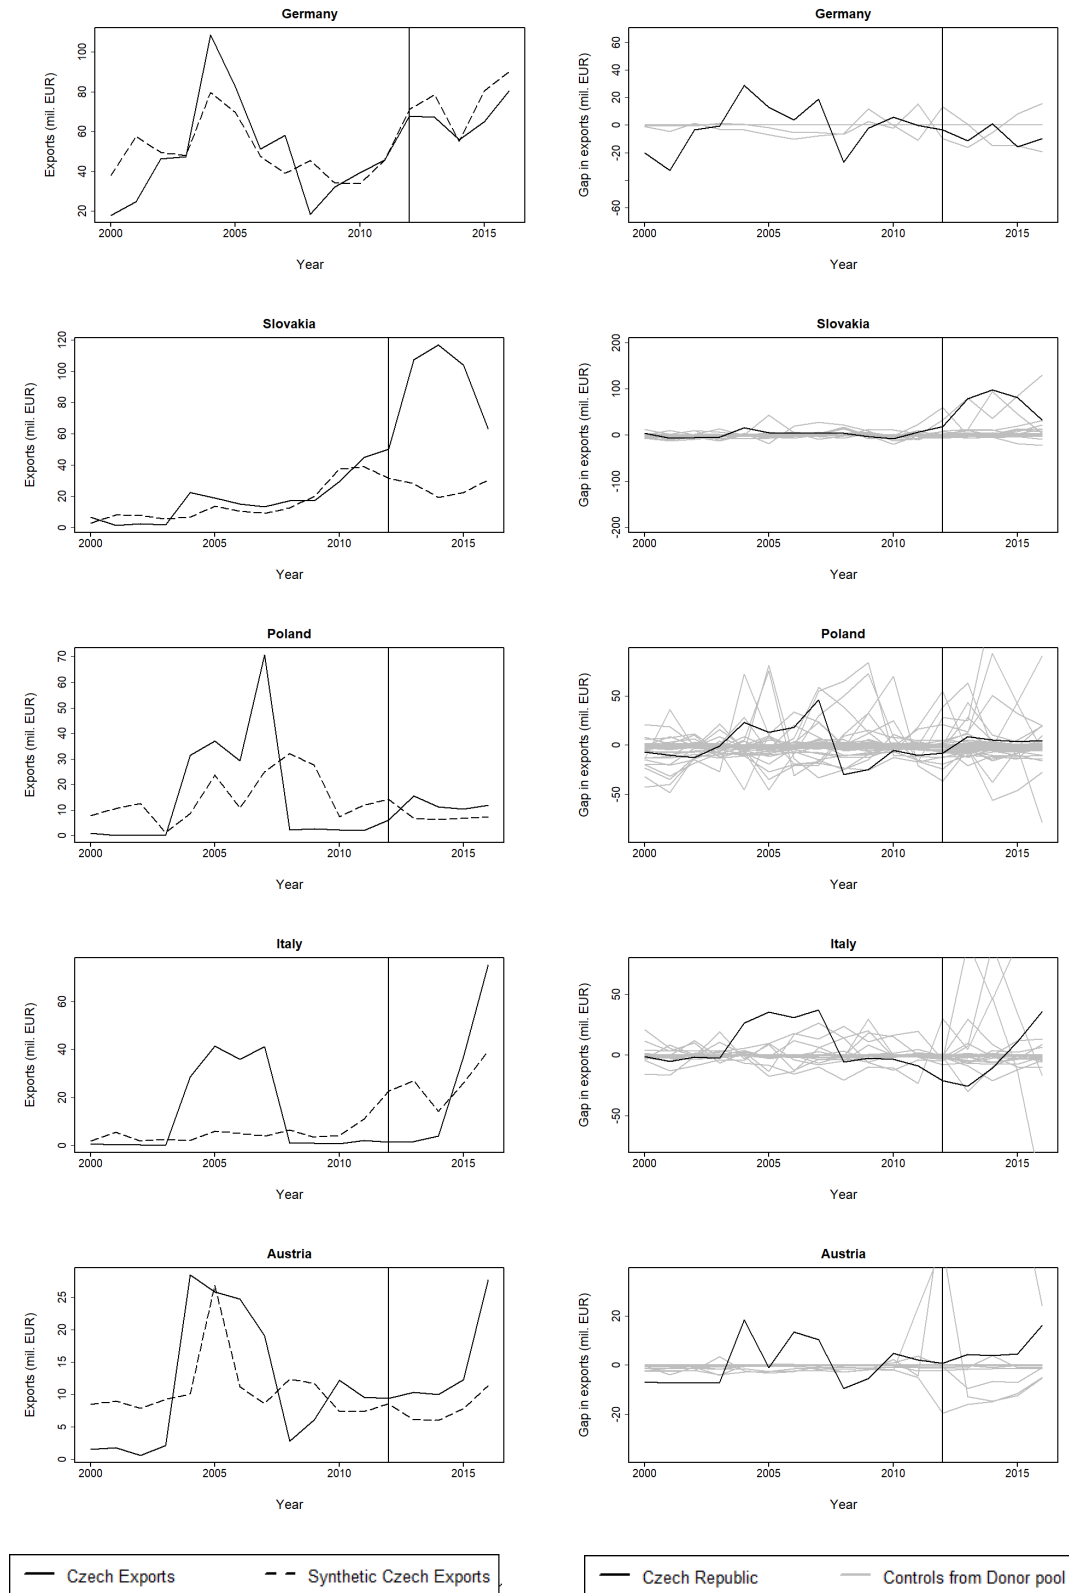 Germany
Exports (mil. EUR)
100
80
60
40
20
2000 2005 2010 2015
Year
Germany
Gap in exports (mil. EUR)
60
40
20
0
-20
-60
2000 2005 2010 2015
Year
Slovakia
Exports (mil. EUR)
120
100
80
60
40
20
0
2000 2005 2010 2015
Year
Slovakia
Gap in exports (mil. EUR)
200
100
0
-100
-200
2000 2005 2010 2015
Year
Poland
Exports (mil. EUR)
70
60
50
40
30
20
10
0
2000 2005 2010 2015
Year
Poland
Gap in exports (mil. EUR)
50
0
-50
2000 2005 2010 2015
Year
Italy
Exports (mil. EUR)
60
40
20
0
2000 2005 2010 2015
Year
Italy
Gap in exports (mil. EUR)
50
0
-50
2000 2005 2010 2015
Year
Austria
Exports (mil. EUR)
25
20
15
10
5
0
2000 2005 2010 2015
Year
Austria
Gap in exports (mil. EUR)
20
0
-20
2000 2005 2010 2015
Year
Czech Exports Synthetic Czech Exports
Czech Republic Controls from Donor pool